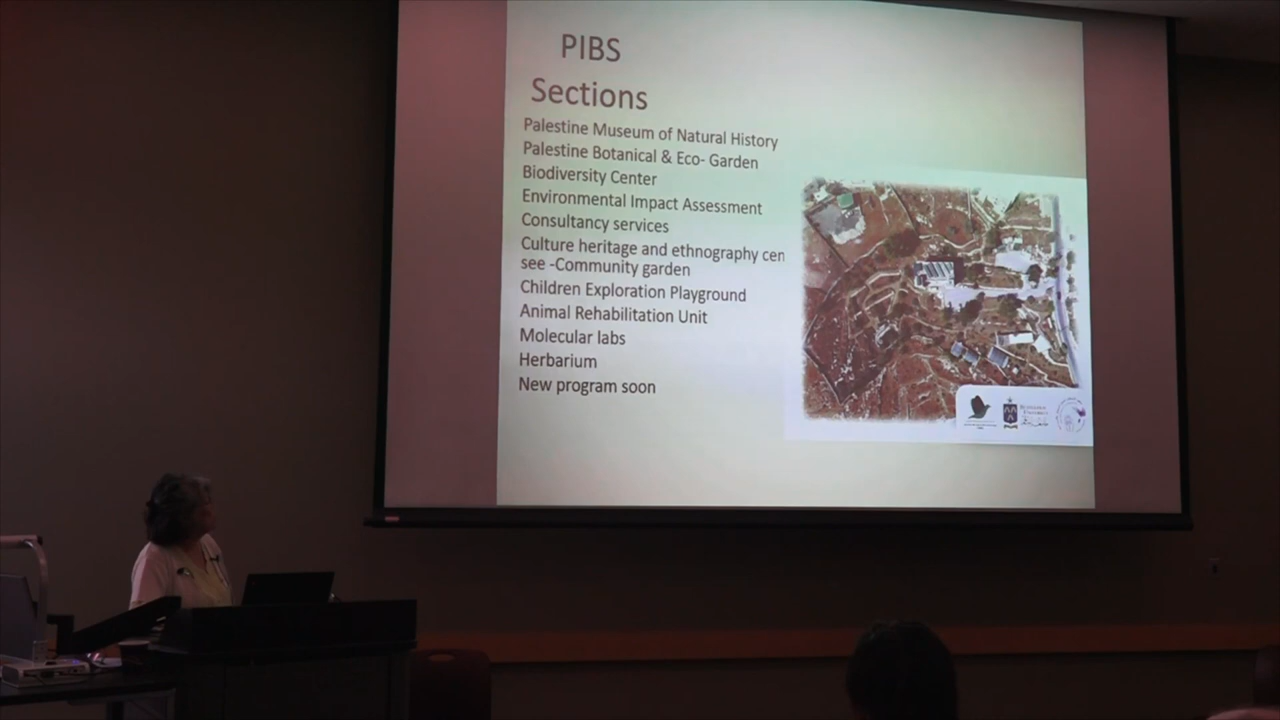 PIBS
Sections
Palestine Museum of Natural History
Palestine Botanical & Eco- Garden
Biodiversity Center
Environmental Impact Assessment
Consultancy services
Culture heritage and ethnography cen
see -Community garden
Children Exploration Playground
Animal Rehabilitation Unit
Molecular labs
Herbarium
New program soon